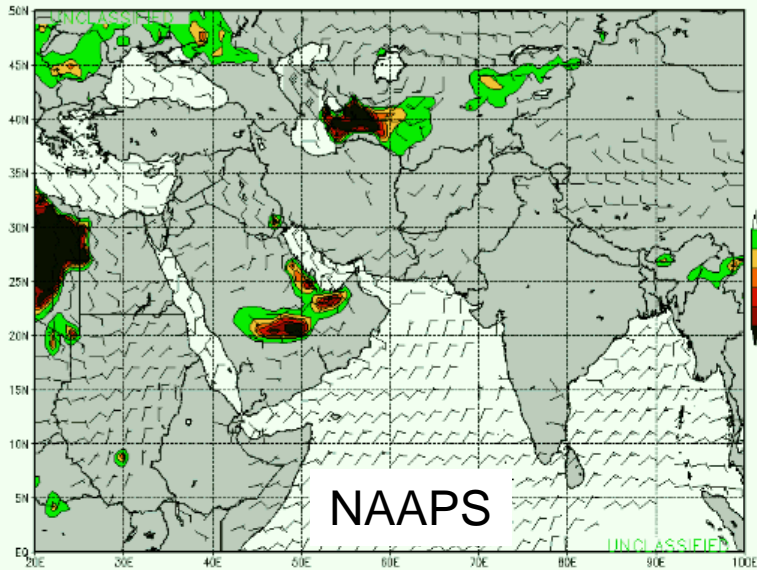 50N
UNCLASSIFIED
45N
40N
35N
30N
25N
20N
15N
10N
5N
EQ
NAAPS
UNCLASSIFIED
20E 30E 40E 50E 60E 70E 80E 90E 100E